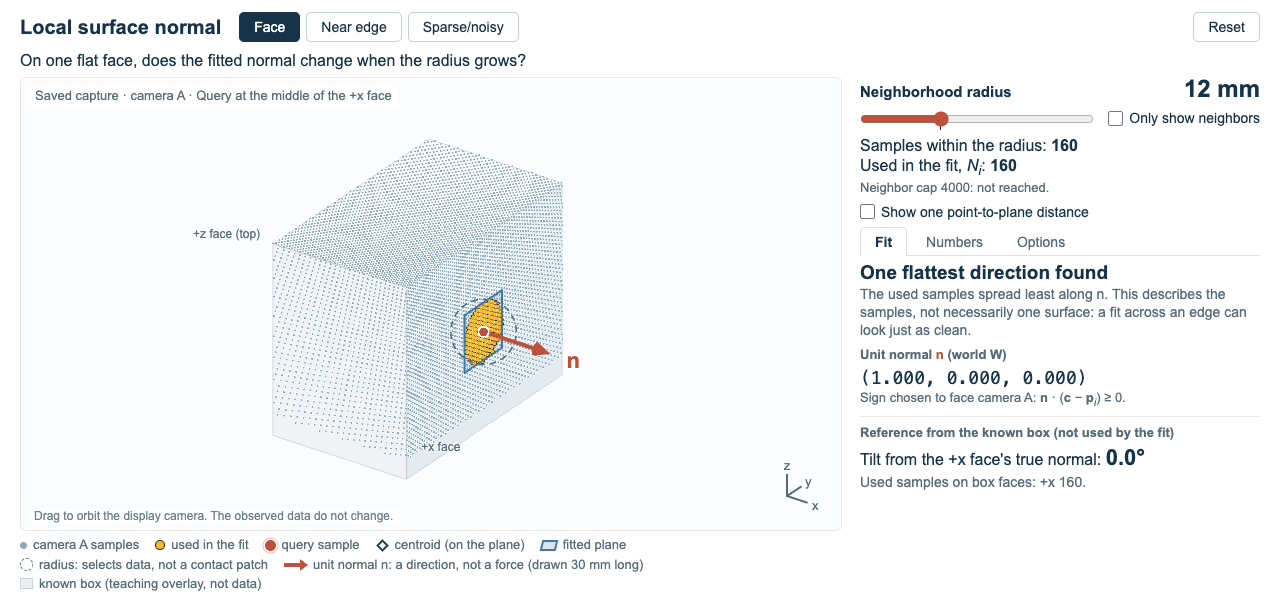 Local surface normal Face Near edge Sparse/noisy Reset
On one flat face, does the fitted normal change when the radius grows?
Saved capture · camera A · Query at the middle of the +x face
+z face (top)
n
+x face
z
y
x
Drag to orbit the display camera. The observed data do not change.
camera A samples used in the fit query sample centroid (on the plane) fitted plane
radius: selects data, not a contact patch unit normal n: a direction, not a force (drawn 30 mm long)
known box (teaching overlay, not data)
Neighborhood radius 12 mm
Only show neighbors
Samples within the radius: 160
Used in the fit, Nᵢ: 160
Neighbor cap 4000: not reached.
Show one point-to-plane distance
Fit Numbers Options
One flattest direction found
The used samples spread least along n. This describes the
samples, not necessarily one surface: a fit across an edge can
look just as clean.
Unit normal n (world W)
(1.000, 0.000, 0.000)
Sign chosen to face camera A: n · (c − pᵢ) ≥ 0.
Reference from the known box (not used by the fit)
Tilt from the +x face's true normal: 0.0°
Used samples on box faces: +x 160.